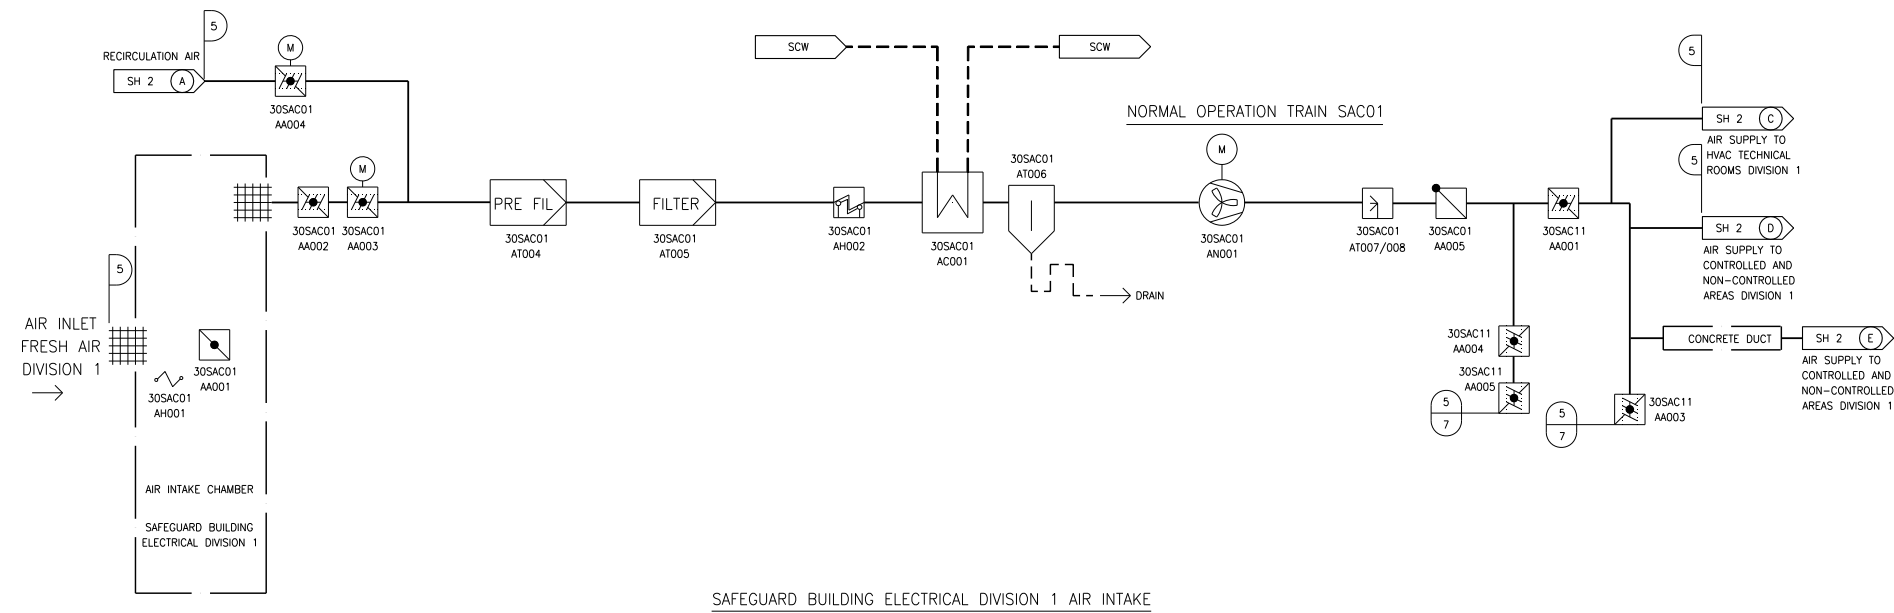 5
RECIRCULATION AIR
SH 2 A
M
30SAC01
AA004
SCW
SCW
NORMAL OPERATION TRAIN SAC01
5
SH 2 C
AIR SUPPLY TO
HVAC TECHNICAL
ROOMS DIVISION 1
5
SH 2 D
AIR SUPPLY TO
CONTROLLED AND
NON-CONTROLLED
AREAS DIVISION 1
M
30SAC01
AA002
30SAC01
AA003
PRE FIL
30SAC01
AT004
FILTER
30SAC01
AT005
30SAC01
AH002
30SAC01
AC001
30SAC01
AT006
DRAIN
M
30SAC01
AN001
30SAC01
AT007/008
30SAC01
AA005
30SAC11
AA001
5
AIR INLET
FRESH AIR
DIVISION 1
30SAC01
AA001
30SAC01
AH001
30SAC11
AA004
30SAC11
AA005
5
7
5
7
30SAC11
AA003
CONCRETE DUCT
SH 2 E
AIR SUPPLY TO
CONTROLLED AND
NON-CONTROLLED
AREAS DIVISION 1
AIR INTAKE CHAMBER
SAFEGUARD BUILDING
ELECTRICAL DIVISION 1
SAFEGUARD BUILDING ELECTRICAL DIVISION 1 AIR INTAKE